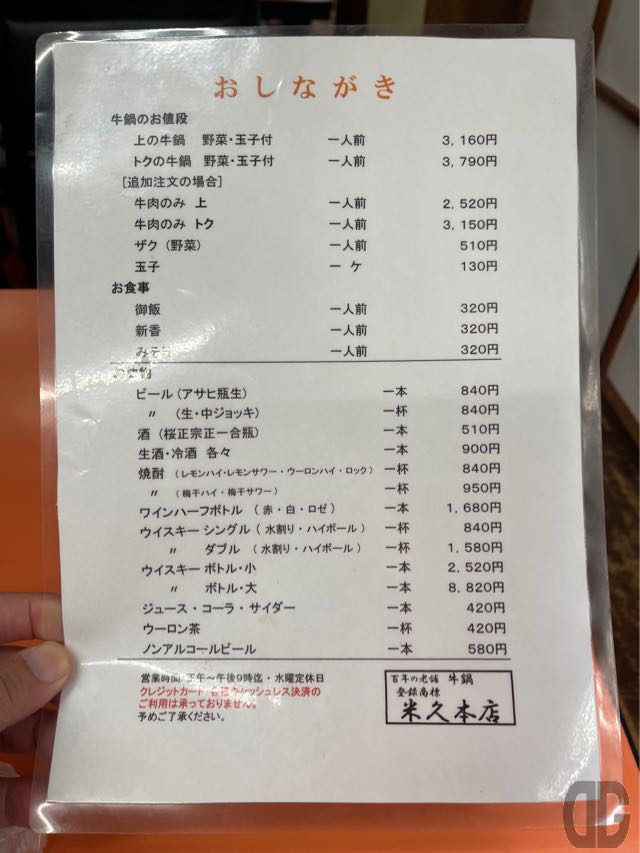 おしながき
牛鍋のお値段
上の牛鍋 野菜・玉子付 一人前 3,160円
トクの牛鍋 野菜・玉子付 一人前 3,790円
[追加注文の場合]
牛肉のみ 上 一人前 2,520円
牛肉のみ トク 一人前 3,150円
ザク (野菜) 一人前 510円
玉子 一ケ 130円
お食事
御飯 一人前 320円
新香 一人前 320円
みそ汁 一人前 320円
お飲物
ビール (アサヒ瓶生) 一本 840円
〃 (生・中ジョッキ) 一杯 840円
酒 (桜正宗正一合瓶) 一本 510円
生酒・冷酒 各々 一本 900円
焼酎 (レモンハイ・レモンサワー・ウーロンハイ・ロック) 一杯 840円
〃 (梅干ハイ・梅干サワー) 一杯 950円
ワインハーフボトル (赤・白・ロゼ) 一本 1,680円
ウイスキー シングル (水割り・ハイボール) 一杯 840円
〃 ダブル (水割り・ハイボール) 一杯 1,580円
ウイスキー ボトル・小 一本 2,520円
〃 ボトル・大 一本 8,820円
ジュース・コーラ・サイダー 一本 420円
ウーロン茶 一杯 420円
ノンアルコールビール 一本 580円
営業時間/正午〜午後9時迄・水曜定休日
クレジットカード 各種キャッシュレス決済の
ご利用は承っておりません。
予めご了承ください。
百年の老舗 牛鍋
登録商標
米久本店
DG